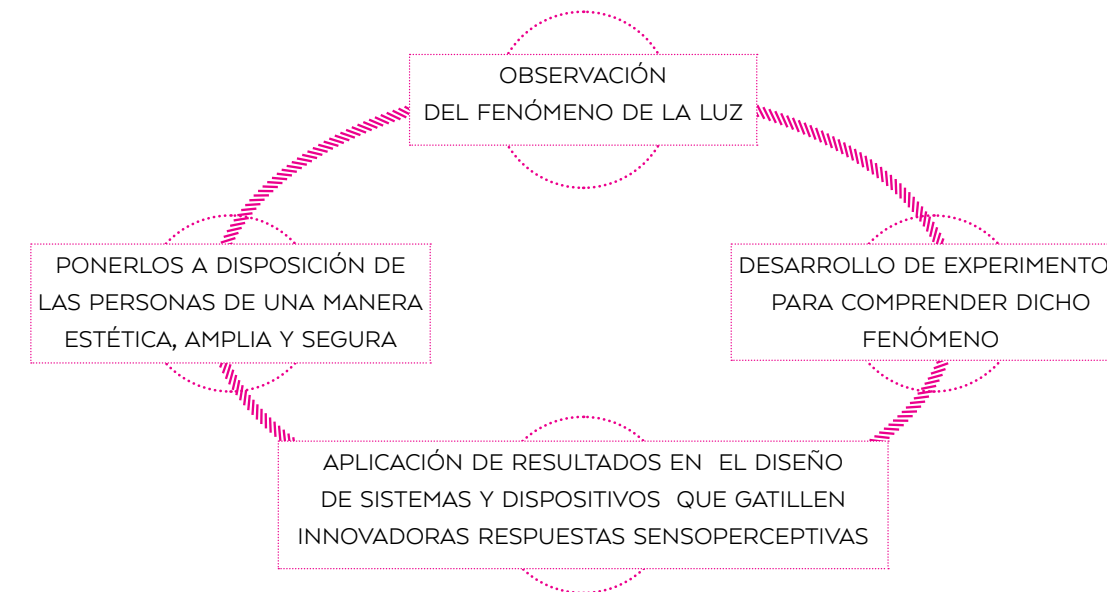 OBSERVACIÓN
DEL FENÓMENO DE LA LUZ
PONERLOS A DISPOSICIÓN DE
LAS PERSONAS DE UNA MANERA
ESTÉTICA, AMPLIA Y SEGURA
DESARROLLO DE EXPERIMENTO
PARA COMPRENDER DICHO
FENÓMENO
APLICACIÓN DE RESULTADOS EN EL DISEÑO
DE SISTEMAS Y DISPOSITIVOS QUE GATILLEN
INNOVADORAS RESPUESTAS SENSOPERCEPTIVAS